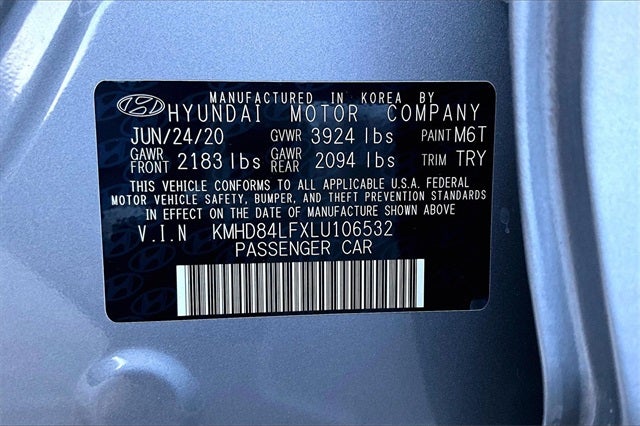 MANUFACTURED IN KOREA BY
HYUNDAI MOTOR COMPANY
JUN/24/20 GVWR 3924 lbs PAINT M6T
GAWR FRONT 2183 lbs GAWR REAR 2094 lbs TRIM TRY
THIS VEHICLE CONFORMS TO ALL APPLICABLE U.S.A. FEDERAL
MOTOR VEHICLE SAFETY, BUMPER, AND THEFT PREVENTION STANDARDS
IN EFFECT ON THE DATE OF MANUFACTURE SHOWN ABOVE
V.I.N KMHD84LFXLU106532
PASSENGER CAR